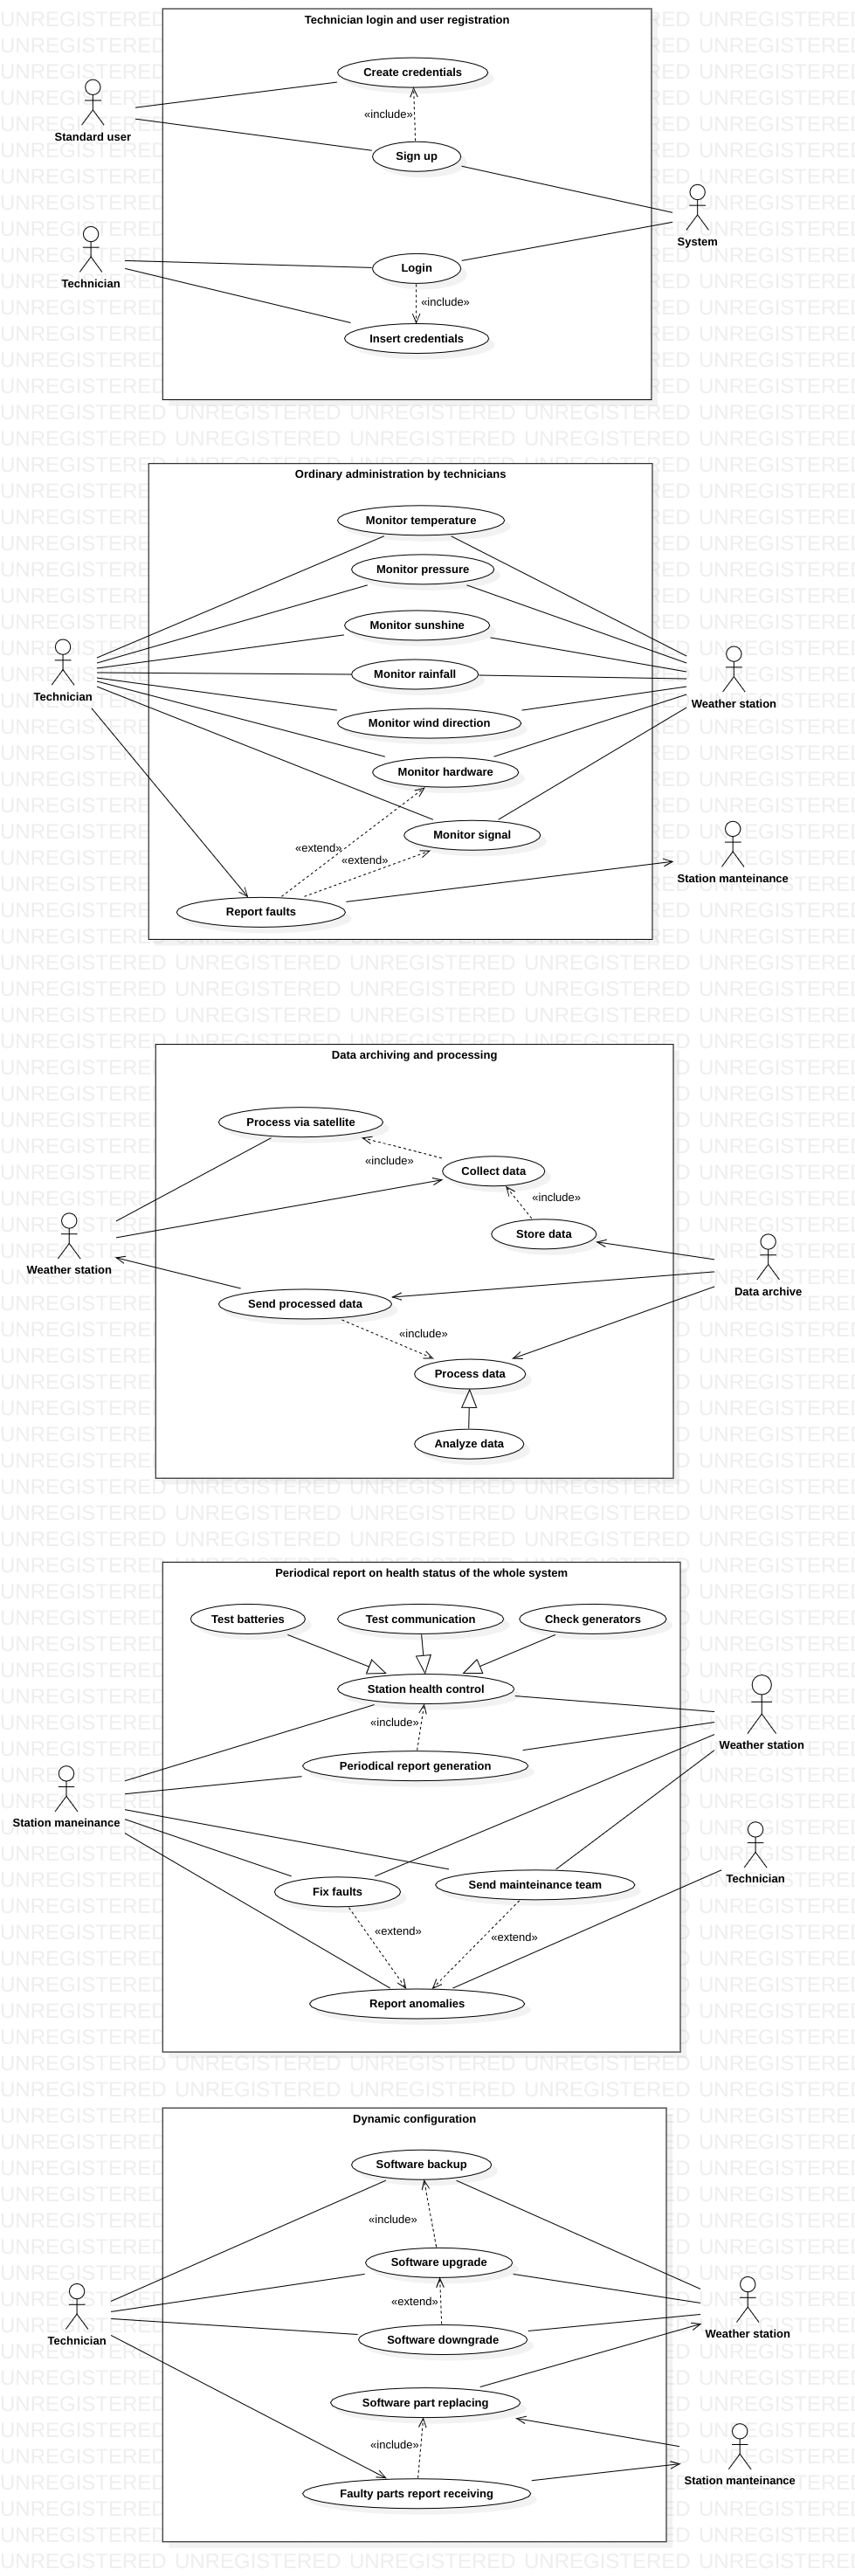 Technician login and user registration
Create credentials
«include»
Standard user
Sign up
System
Technician
Login
«include»
Insert credentials
UNREGISTERED UNREGISTERED UNREGISTERED UNREGISTERED UNREGISTERED
Ordinary administration by technicians
Monitor temperature
Monitor pressure
Monitor sunshine
Monitor rainfall
Technician
Weather station
Monitor wind direction
Monitor hardware
Monitor signal
«extend»
«extend»
Station manteinance
Report faults
Data archiving and processing
Process via satellite
«include»
Collect data
«include»
Store data
Weather station
Data archive
Send processed data
«include»
Process data
Analyze data
Periodical report on health status of the whole system
Test batteries
Test communication
Check generators
Station health control
«include»
Weather station
Periodical report generation
Station maneinance
Technician
Fix faults
Send mainteinance team
«extend»
«extend»
Report anomalies
Dynamic configuration
Software backup
«include»
Software upgrade
«extend»
Technician
Weather station
Software downgrade
Software part replacing
«include»
Station manteinance
Faulty parts report receiving